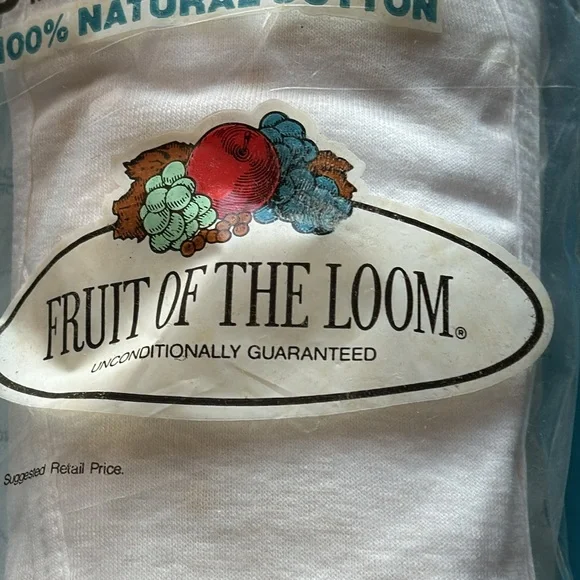 100% NATURAL COTTON
FRUIT OF THE LOOM®
UNCONDITIONALLY GUARANTEED
Suggested Retail Price.